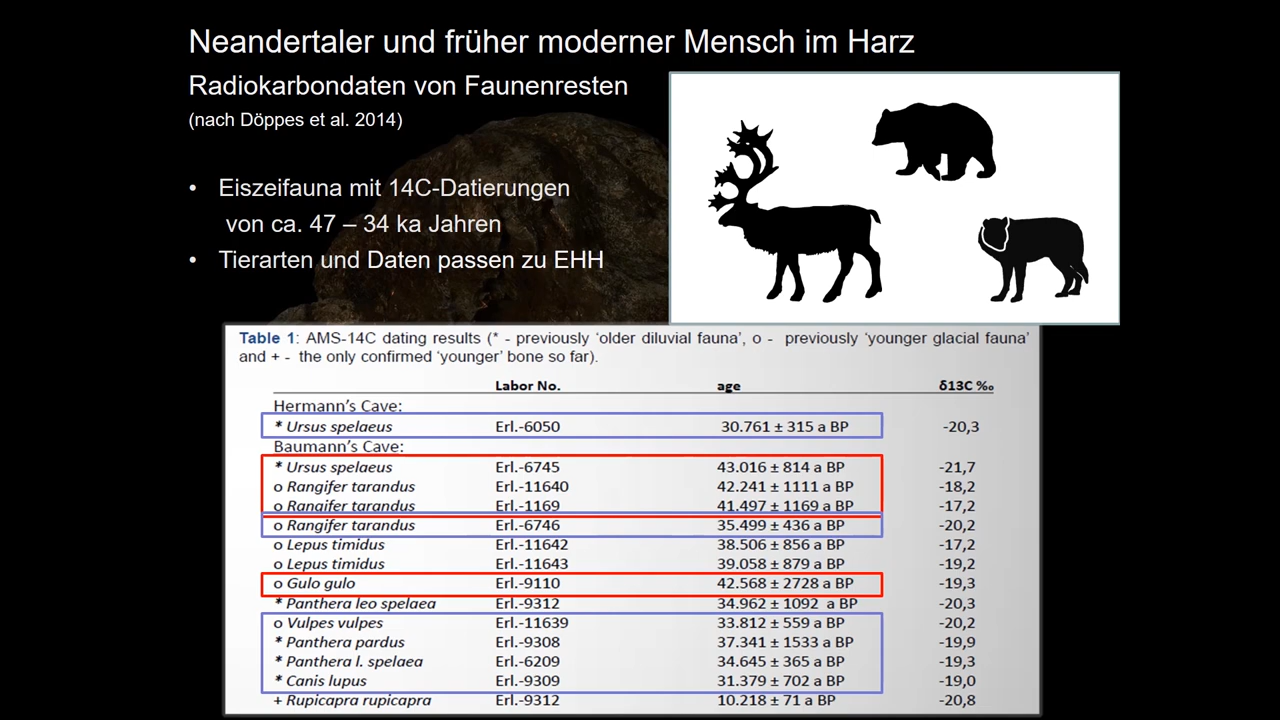 Neandertaler und früher moderner Mensch im Harz
Radiokarbondaten von Faunenresten
(nach Döppes et al. 2014)
• Eiszeifauna mit 14C-Datierungen
von ca. 47 – 34 ka Jahren
• Tierarten und Daten passen zu EHH
Table 1: AMS-14C dating results (* - previously ‘older diluvial fauna’, o - previously ‘younger glacial fauna’
and + - the only confirmed ‘younger’ bone so far).
Labor No. age δ13C ‰
Hermann’s Cave:
* Ursus spelaeus Erl.-6050 30.761 ± 315 a BP -20,3
Baumann’s Cave:
* Ursus spelaeus Erl.-6745 43.016 ± 814 a BP -21,7
o Rangifer tarandus Erl.-11640 42.241 ± 1111 a BP -18,2
o Rangifer tarandus Erl.-1169 41.497 ± 1169 a BP -17,2
o Rangifer tarandus Erl.-6746 35.499 ± 436 a BP -20,2
o Lepus timidus Erl.-11642 38.506 ± 856 a BP -17,2
o Lepus timidus Erl.-11643 39.058 ± 879 a BP -19,2
o Gulo gulo Erl.-9110 42.568 ± 2728 a BP -19,3
* Panthera leo spelaea Erl.-9312 34.962 ± 1092 a BP -20,3
o Vulpes vulpes Erl.-11639 33.812 ± 559 a BP -20,2
* Panthera pardus Erl.-9308 37.341 ± 1533 a BP -19,9
* Panthera l. spelaea Erl.-6209 34.645 ± 365 a BP -19,3
* Canis lupus Erl.-9309 31.379 ± 702 a BP -19,0
+ Rupicapra rupicapra Erl.-9312 10.218 ± 71 a BP -20,8